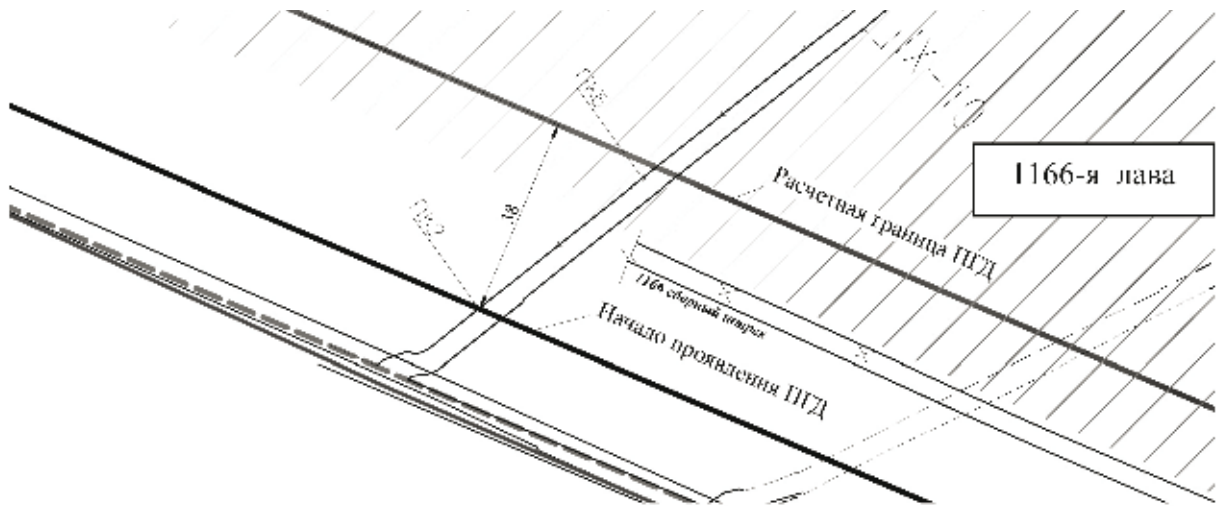 1166-я лава
Расчетная граница ПГД
38
1166 сборный штрек
Начало проявления ПГД